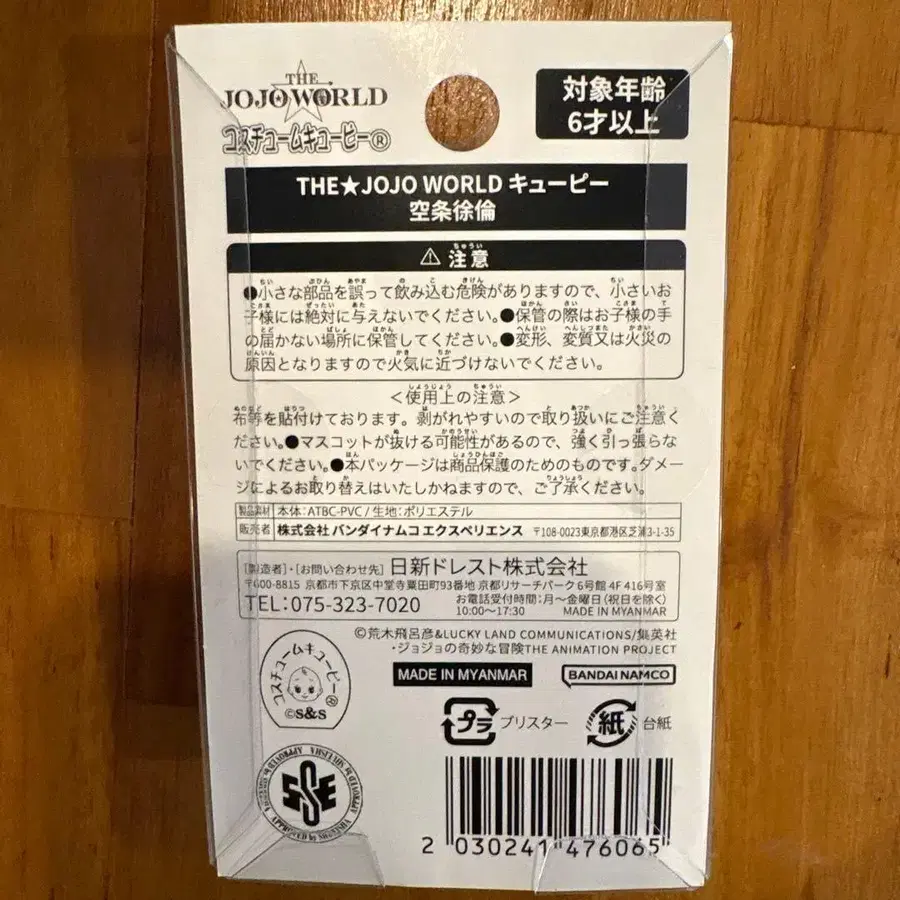 THE
JOJO★WORLD
コスチュームキューピー®
対象年齢
6才以上
THE★JOJO WORLD キューピー
空条徐倫
⚠ 注意
●小さな部品を誤って飲み込む危険がありますので、小さいお
子様には絶対に与えないでください。●保管の際はお子様の手
の届かない場所に保管してください。●変形、変質又は火災の
原因となりますので火気に近づけないでください。
＜使用上の注意＞
布等を貼付けております。剥がれやすいので取り扱いにご注意く
ださい。●マスコットが抜ける可能性があるので、強く引っ張らな
いでください。●本パッケージは商品保護のためのものです。ダメー
ジによるお取り替えはいたしかねますので、ご了承ください。
製品素材 本体：ATBC-PVC / 生地：ポリエステル
販売者 株式会社 バンダイナムコ エクスペリエンス 〒108-0023東京都港区芝浦3-1-35
[製造者]・[お問い合わせ先] 日新ドレスト株式会社
〒600-8815 京都市下京区中堂寺粟田町93番地 京都リサーチパーク6号館 4F 416号室
TEL：075-323-7020 お電話受付時間：月〜金曜日（祝日を除く）
10:00〜17:30 MADE IN MYANMAR
©荒木飛呂彦&LUCKY LAND COMMUNICATIONS/集英社
・ジョジョの奇妙な冒険THE ANIMATION PROJECT
コスチュームキューピー®
©S&S
MADE IN MYANMAR
BANDAI NAMCO
プラ ブリスター
紙 台紙
APPROVED by SHUEISHA
2 030241 476065